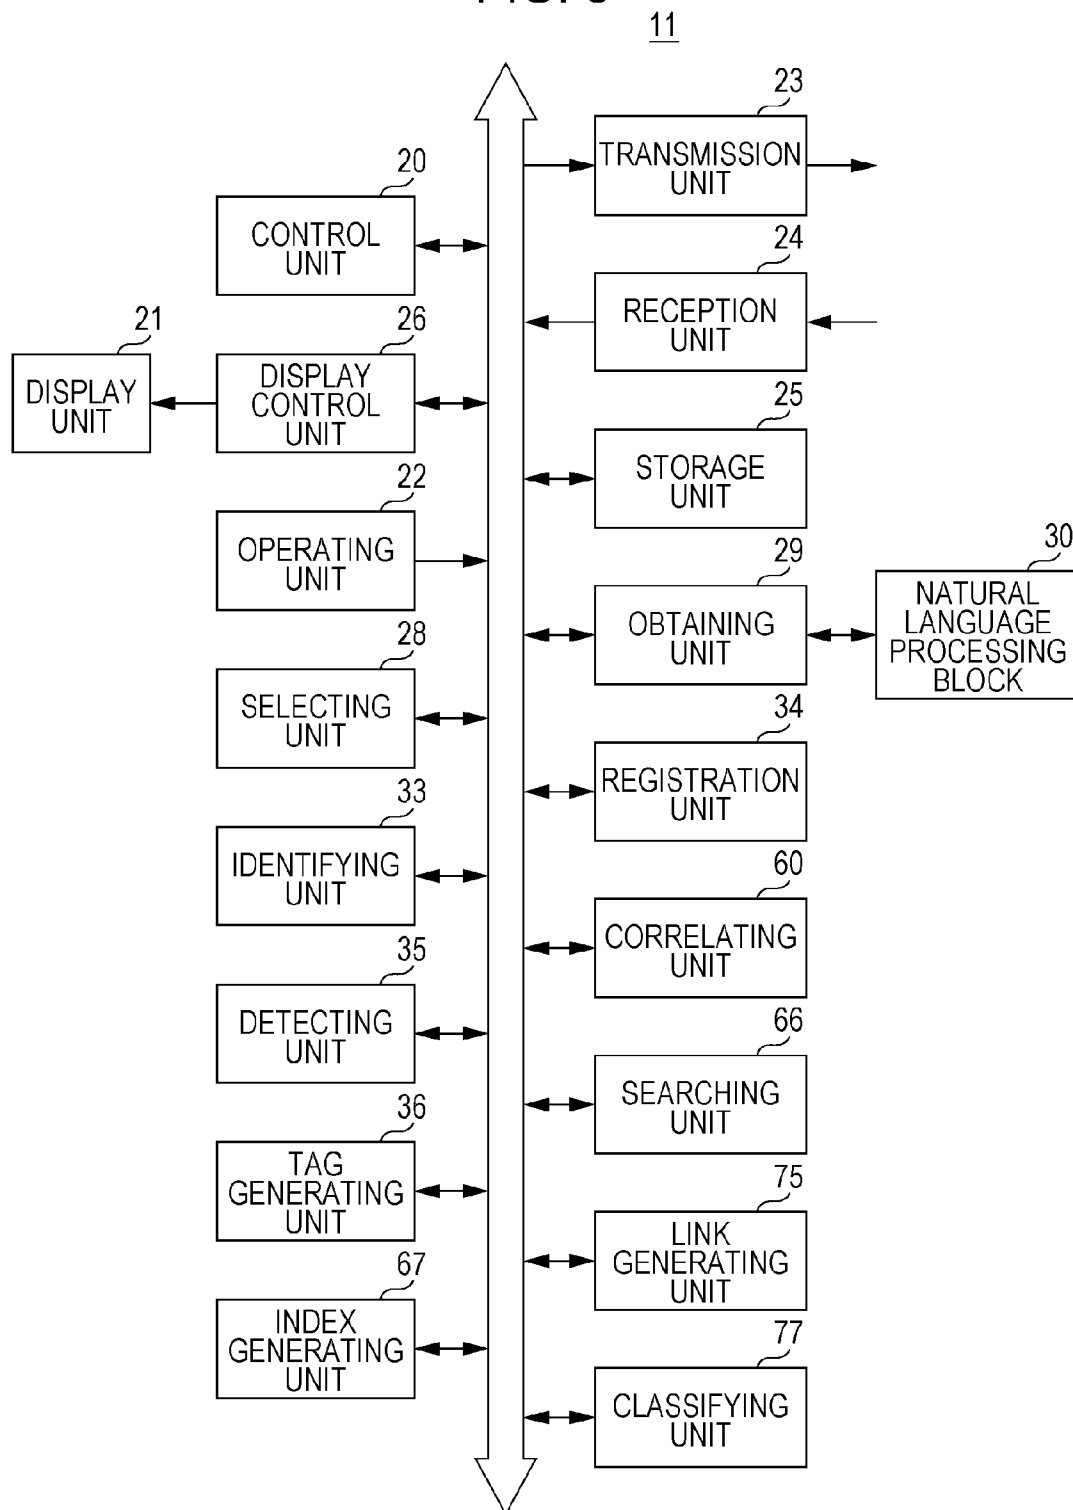 11
23
TRANSMISSION
UNIT
20
CONTROL
UNIT
24
RECEPTION
UNIT
21
DISPLAY
UNIT
26
DISPLAY
CONTROL
UNIT
25
STORAGE
UNIT
22
OPERATING
UNIT
29
OBTAINING
UNIT
30
NATURAL
LANGUAGE
PROCESSING
BLOCK
28
SELECTING
UNIT
34
REGISTRATION
UNIT
33
IDENTIFYING
UNIT
60
CORRELATING
UNIT
35
DETECTING
UNIT
66
SEARCHING
UNIT
36
TAG
GENERATING
UNIT
75
LINK
GENERATING
UNIT
67
INDEX
GENERATING
UNIT
77
CLASSIFYING
UNIT